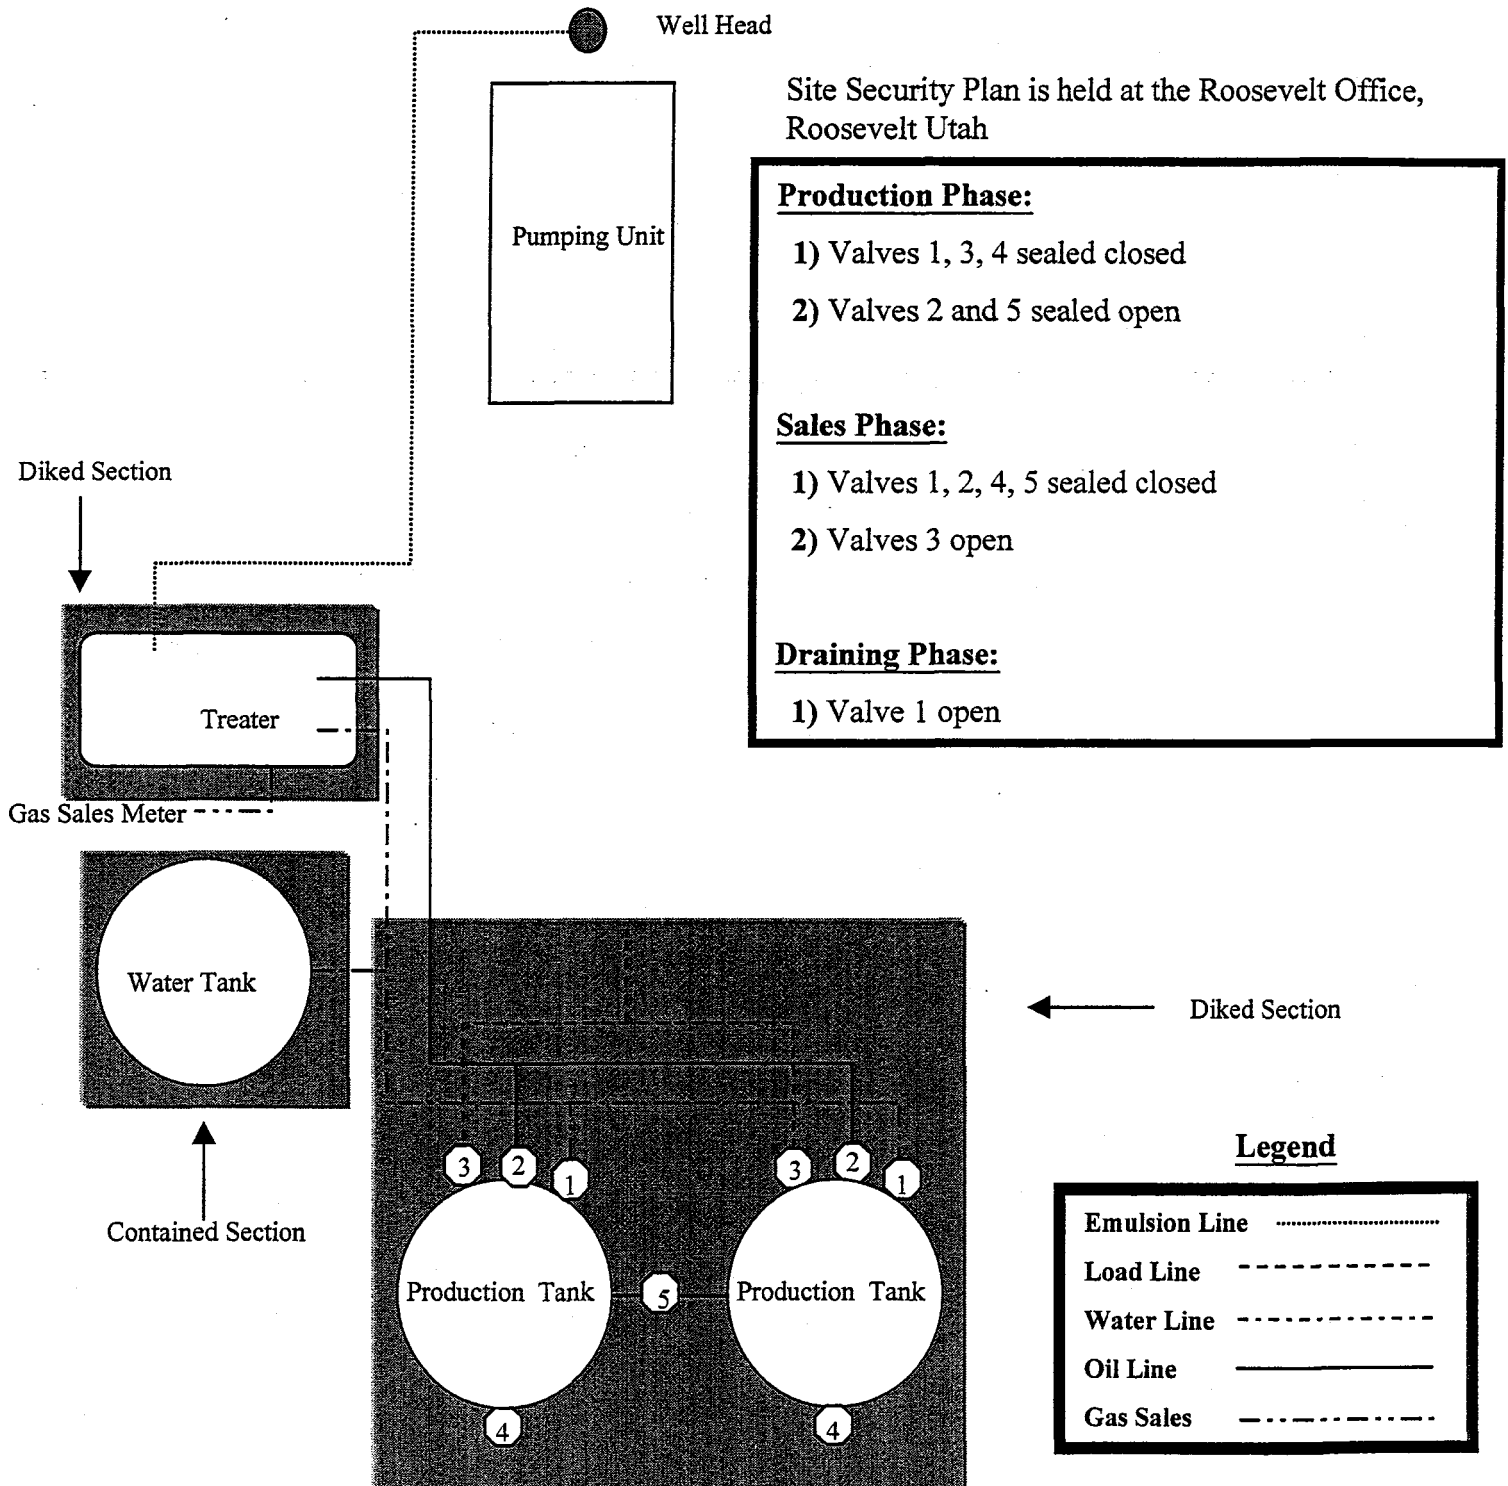 Well Head
Site Security Plan is held at the Roosevelt Office,
Roosevelt Utah
Pumping Unit
Production Phase:
1) Valves 1, 3, 4 sealed closed
2) Valves 2 and 5 sealed open
Sales Phase:
1) Valves 1, 2, 4, 5 sealed closed
2) Valves 3 open
Draining Phase:
1) Valve 1 open
Diked Section
Treater
Gas Sales Meter
Water Tank
Contained Section
Diked Section
3
2
1
3
2
1
Production Tank
5
Production Tank
4
4
Legend
Emulsion Line
Load Line
Water Line
Oil Line
Gas Sales